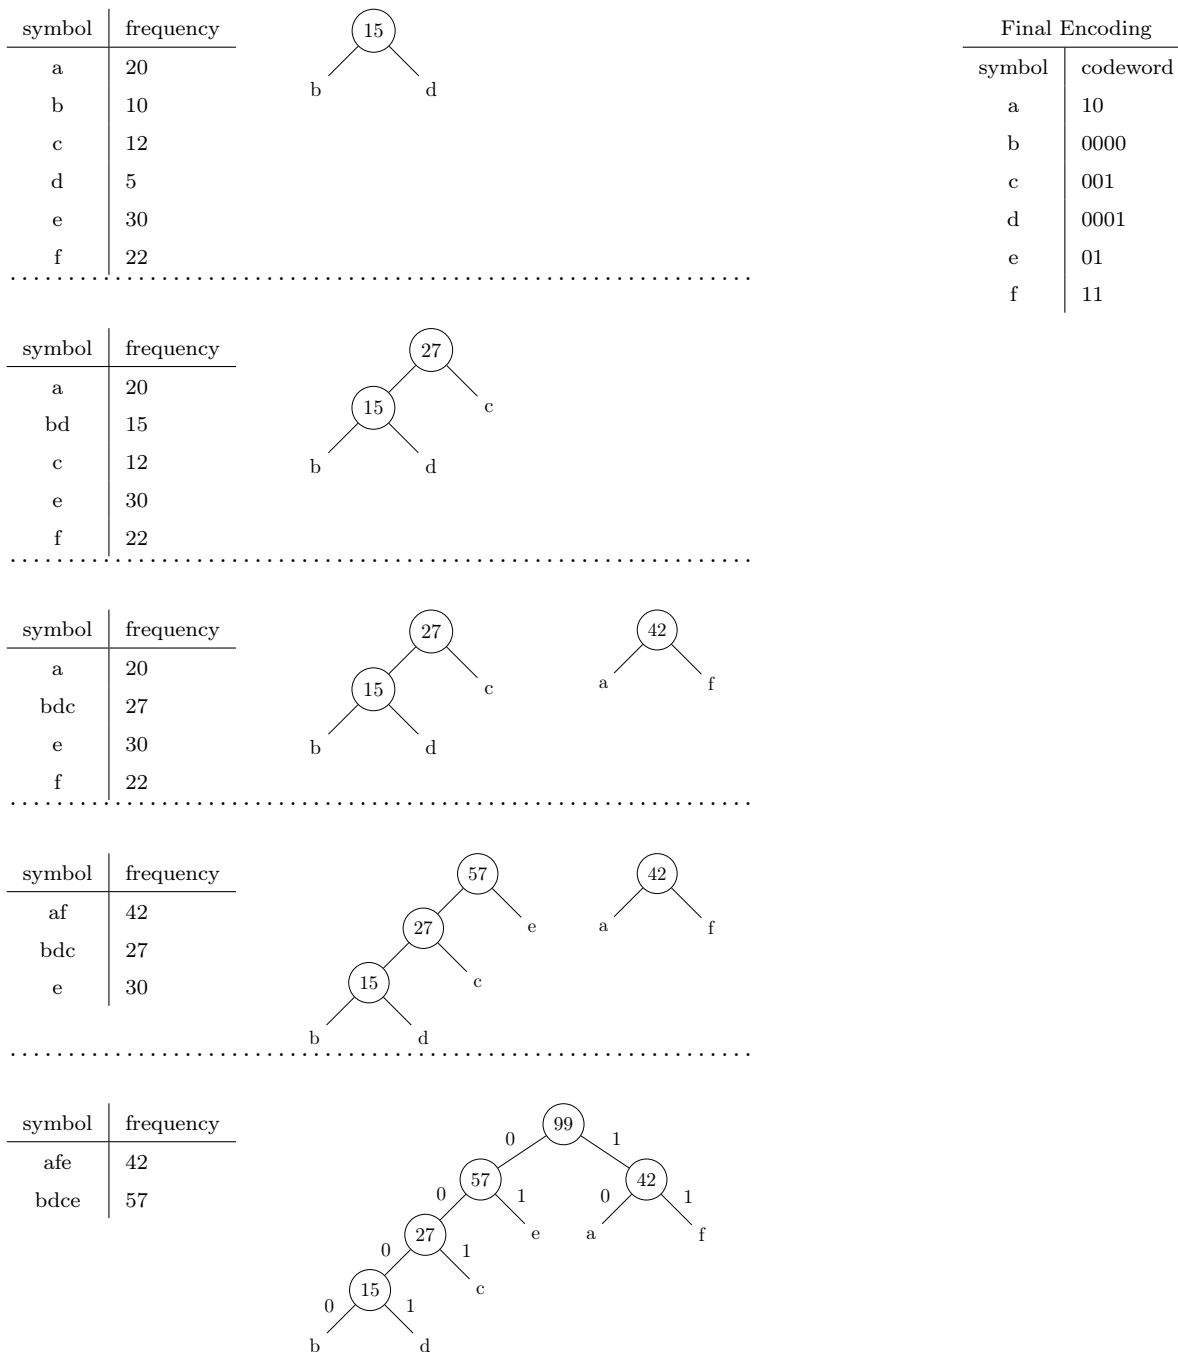 symbol frequency
a 20
b 10
c 12
d 5
e 30
f 22
15
b d
Final Encoding
symbol codeword
a 10
b 0000
c 001
d 0001
e 01
f 11
symbol frequency
a 20
bd 15
c 12
e 30
f 22
27
15 c
b d
symbol frequency
a 20
bdc 27
e 30
f 22
27
15 c
b d
42
a f
symbol frequency
af 42
bdc 27
e 30
57
27 e
15 c
b d
42
a f
symbol frequency
afe 42
bdce 57
99
0 1
57 42
0 1 0 1
27 e a f
0 1
15 c
0 1
b d